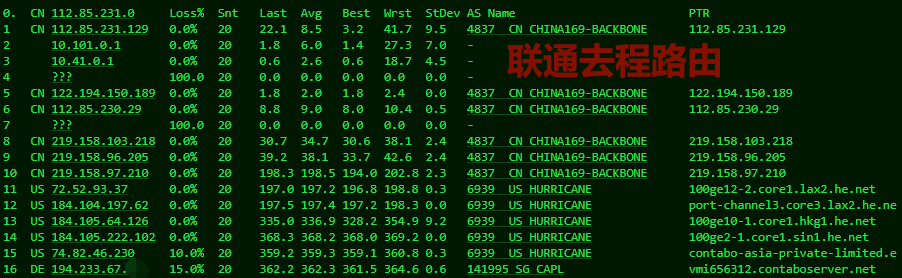 0. CN 112.85.231.0 Loss% Snt Last Avg Best Wrst StDev AS Name PTR
1 CN 112.85.231.129 0.0% 20 22.1 8.5 3.2 41.7 9.5 4837 CN CHINA169-BACKBONE 112.85.231.129
2 10.101.0.1 0.0% 20 1.8 6.0 1.4 27.3 7.0 -
3 10.41.0.1 0.0% 20 0.6 2.6 0.6 18.7 4.5 -
联通去程路由
4 ??? 100.0 20 0.0 0.0 0.0 0.0 0.0 -
5 CN 122.194.150.189 0.0% 20 1.8 2.0 1.8 2.4 0.0 4837 CN CHINA169-BACKBONE 122.194.150.189
6 CN 112.85.230.29 0.0% 20 8.8 9.0 8.0 10.4 0.5 4837 CN CHINA169-BACKBONE 112.85.230.29
7 ??? 100.0 20 0.0 0.0 0.0 0.0 0.0 -
8 CN 219.158.103.218 0.0% 20 30.7 34.7 30.6 38.1 2.4 4837 CN CHINA169-BACKBONE 219.158.103.218
9 CN 219.158.96.205 0.0% 20 39.2 38.1 33.7 42.6 2.4 4837 CN CHINA169-BACKBONE 219.158.96.205
10 CN 219.158.97.210 0.0% 20 198.3 198.5 194.0 202.8 2.3 4837 CN CHINA169-BACKBONE 219.158.97.210
11 US 72.52.93.37 0.0% 20 197.0 197.2 196.8 198.8 0.3 6939 US HURRICANE 100ge12-2.core1.lax2.he.net
12 US 184.104.197.62 0.0% 20 197.5 197.4 197.2 198.3 0.0 6939 US HURRICANE port-channel3.core3.lax2.he.ne
13 US 184.105.64.126 0.0% 20 335.0 336.9 328.2 354.9 9.2 6939 US HURRICANE 100ge10-1.core1.hkg1.he.net
14 US 184.105.222.102 0.0% 20 368.3 368.2 368.0 369.2 0.0 6939 US HURRICANE 100ge2-1.core1.sin1.he.net
15 US 74.82.46.230 10.0% 20 359.2 359.3 359.1 360.8 0.3 6939 US HURRICANE contabo-asia-private-limited.e
16 DE 194.233.67. 15.0% 20 362.2 362.3 361.5 364.6 0.6 141995 SG CAPL vmi656312.contaboserver.net